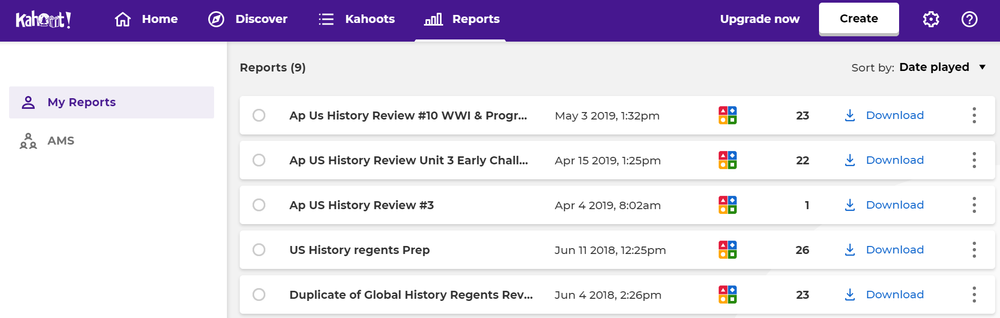 Kahoot! Home Discover Kahoots Reports Upgrade now Create
Reports (9) Sort by: Date played
My Reports
AMS
Ap Us History Review #10 WWI & Progr... May 3 2019, 1:32pm 23 Download
Ap US History Review Unit 3 Early Chall... Apr 15 2019, 1:25pm 22 Download
Ap US History Review #3 Apr 4 2019, 8:02am 1 Download
US History regents Prep Jun 11 2018, 12:25pm 26 Download
Duplicate of Global History Regents Rev... Jun 4 2018, 2:26pm 23 Download